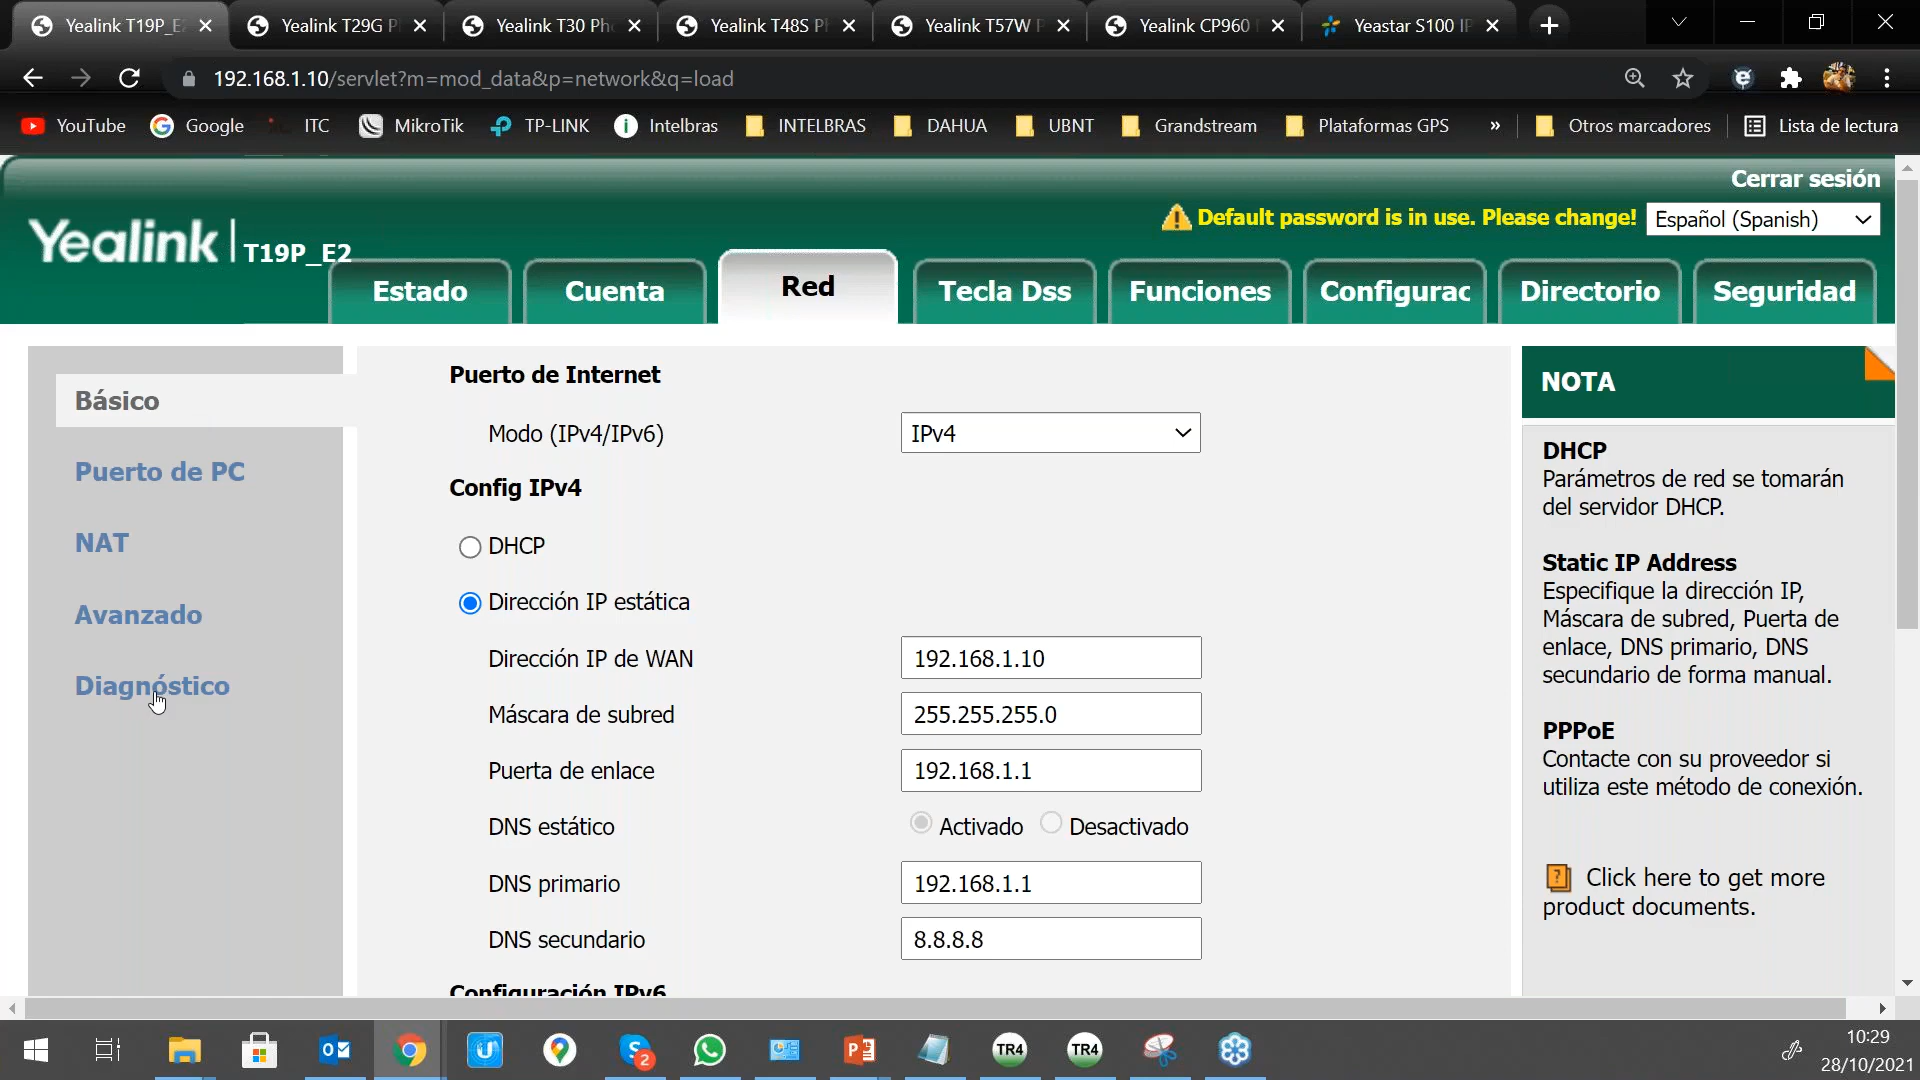 Yealink T19P_E2
Yealink T29G P
Yealink T30 Pho
Yealink T48S Ph
Yealink T57W P
Yealink CP960
Yeastar S100 IP
192.168.1.10/servlet?m=mod_data&p=network&q=load
YouTube
Google
ITC
MikroTik
TP-LINK
Intelbras
INTELBRAS
DAHUA
UBNT
Grandstream
Plataformas GPS
»
Otros marcadores
Lista de lectura
Cerrar sesión
Default password is in use. Please change!
Español (Spanish)
Yealink | T19P_E2
Estado
Cuenta
Red
Tecla Dss
Funciones
Configurac
Directorio
Seguridad
Básico
Puerto de PC
NAT
Avanzado
Diagnóstico
Puerto de Internet
Modo (IPv4/IPv6)
IPv4
Config IPv4
DHCP
Dirección IP estática
Dirección IP de WAN
192.168.1.10
Máscara de subred
255.255.255.0
Puerta de enlace
192.168.1.1
DNS estático
Activado
Desactivado
DNS primario
192.168.1.1
DNS secundario
8.8.8.8
Configuración IPv6
NOTA
DHCP
Parámetros de red se tomarán
del servidor DHCP.
Static IP Address
Especifique la dirección IP,
Máscara de subred, Puerta de
enlace, DNS primario, DNS
secundario de forma manual.
PPPoE
Contacte con su proveedor si
utiliza este método de conexión.
Click here to get more
product documents.
2
TR4
TR4
10:29
28/10/2021